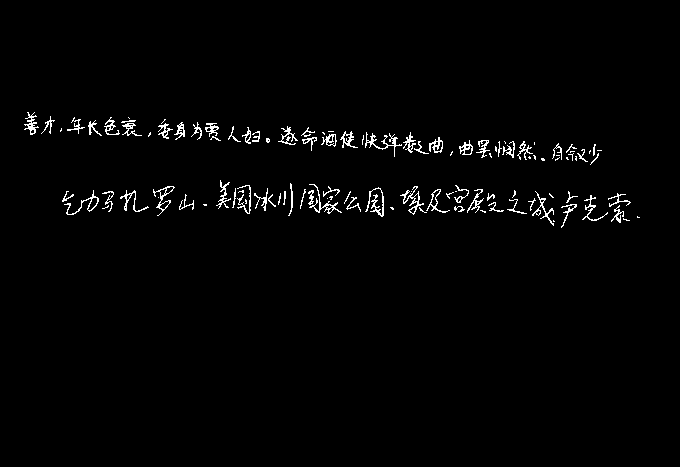 善才,年长色衰,委身为贾人妇。遂命酒使快弹数曲,曲罢悯然。自叙少
乞力马扎罗山、美国冰川国家公园、埃及宫殿之城卢克索.